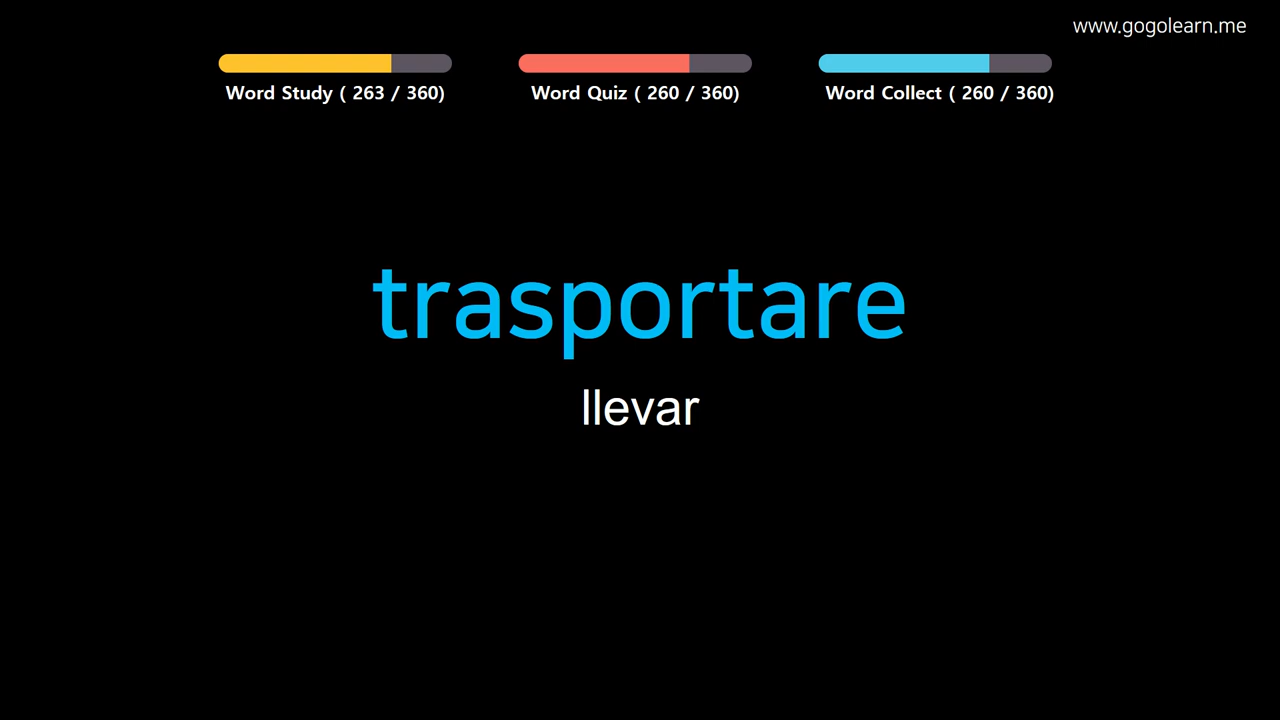 www.gogolearn.me
Word Study ( 263 / 360)
Word Quiz ( 260 / 360)
Word Collect ( 260 / 360)
trasportare
llevar